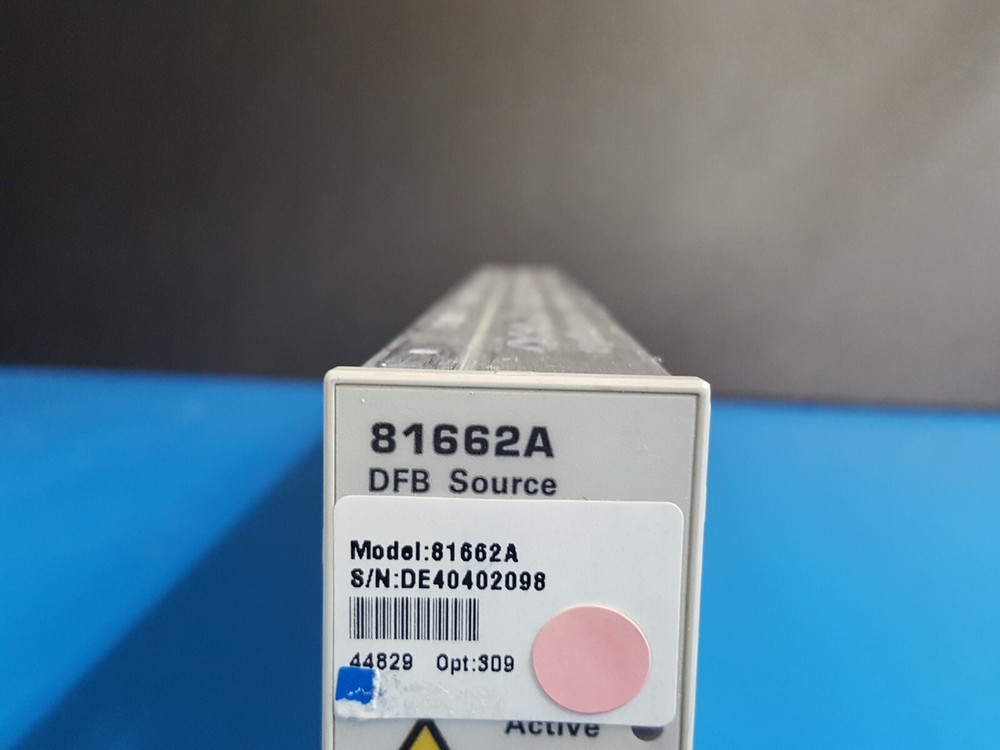 81662A
DFB Source
Model:81662A
S/N:DE40402098
44829 Opt:309
Active